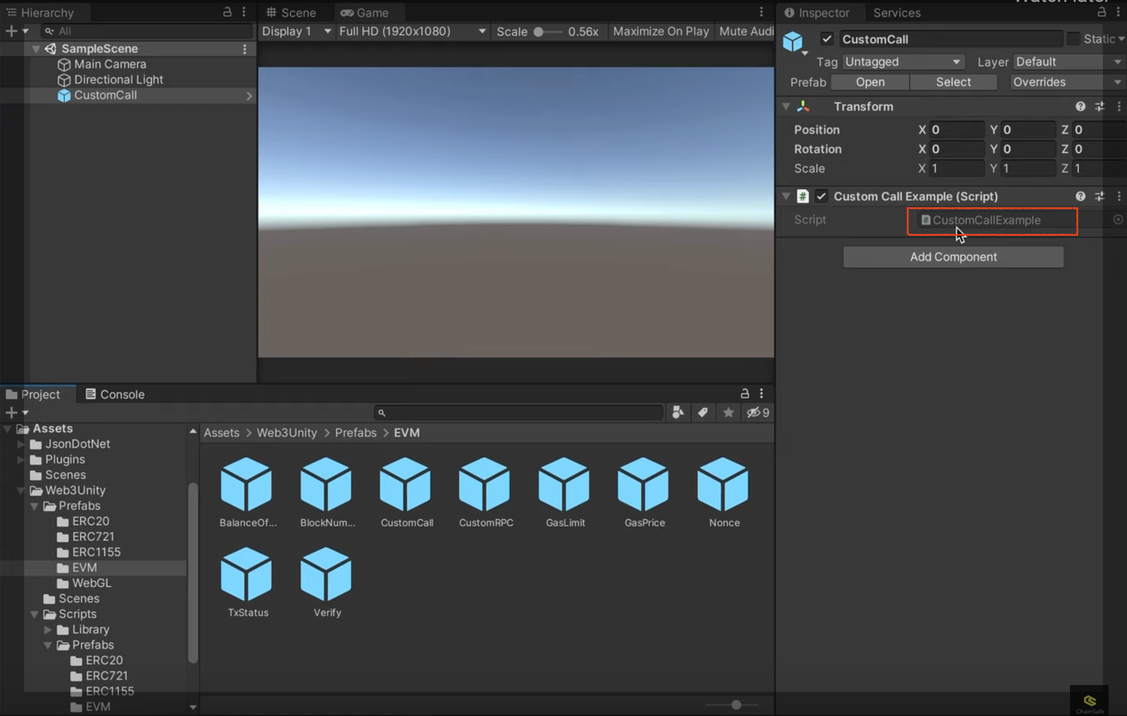 Hierarchy
All
SampleScene
Main Camera
Directional Light
CustomCall
Scene
Game
Display 1
Full HD (1920x1080)
Scale
0.56x
Maximize On Play
Mute Audi
Inspector
Services
CustomCall
Static
Tag
Untagged
Layer
Default
Prefab
Open
Select
Overrides
Transform
Position
X 0
Y 0
Z 0
Rotation
X 0
Y 0
Z 0
Scale
X 1
Y 1
Z 1
Custom Call Example (Script)
Script
CustomCallExample
Add Component
Project
Console
9
Assets
JsonDotNet
Plugins
Scenes
Web3Unity
Prefabs
ERC20
ERC721
ERC1155
EVM
WebGL
Scenes
Scripts
Library
Prefabs
ERC20
ERC721
ERC1155
EVM
Assets > Web3Unity > Prefabs > EVM
BalanceOf...
BlockNum...
CustomCall
CustomRPC
GasLimit
GasPrice
Nonce
TxStatus
Verify
ChainSafe